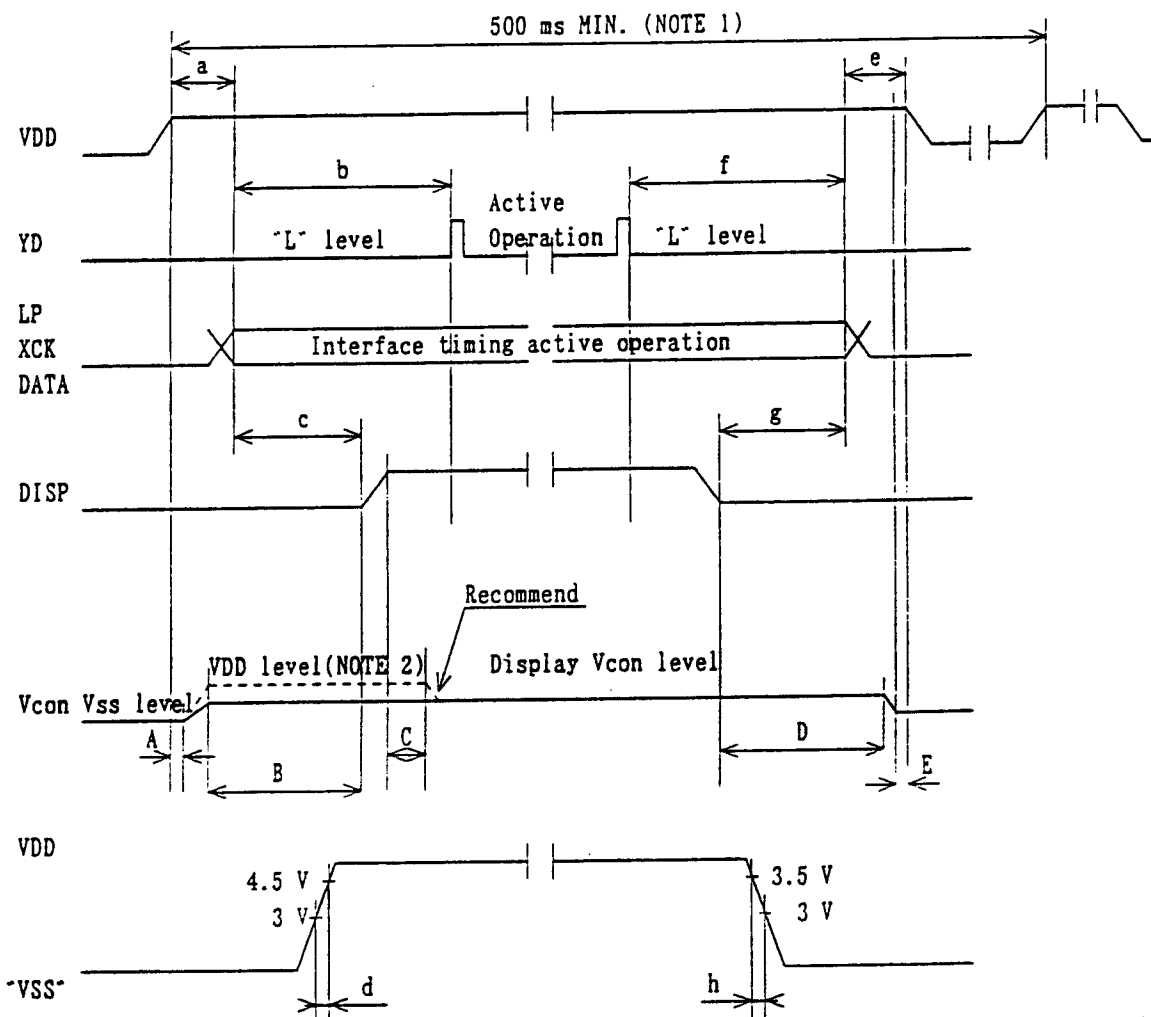 500 ms MIN. (NOTE 1)
a
e
VDD
b
f
Active
Operation
YD
"L" level
"L" level
LP
XCK
DATA
Interface timing active operation
c
g
DISP
Recommend
VDD level(NOTE 2)
Display Vcon level
Vcon Vss level
A
B
C
D
E
VDD
4.5 V
3 V
3.5 V
3 V
"VSS"
d
h